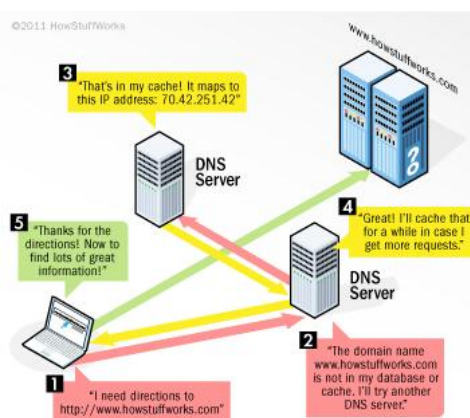 ©2011 HowStuffWorks
www.howstuffworks.com
3
"That's in my cache! It maps to
this IP address: 70.42.251.42"
DNS
Server
?
5
"Thanks for the
directions! Now to
find lots of great
information!"
4
"Great! I'll cache that
for a while in case I
get more requests."
DNS
Server
1
"I need directions to
http://www.howstuffworks.com"
2
"The domain name
www.howstuffworks.com
is not in my database or
cache. I'll try another
DNS server."